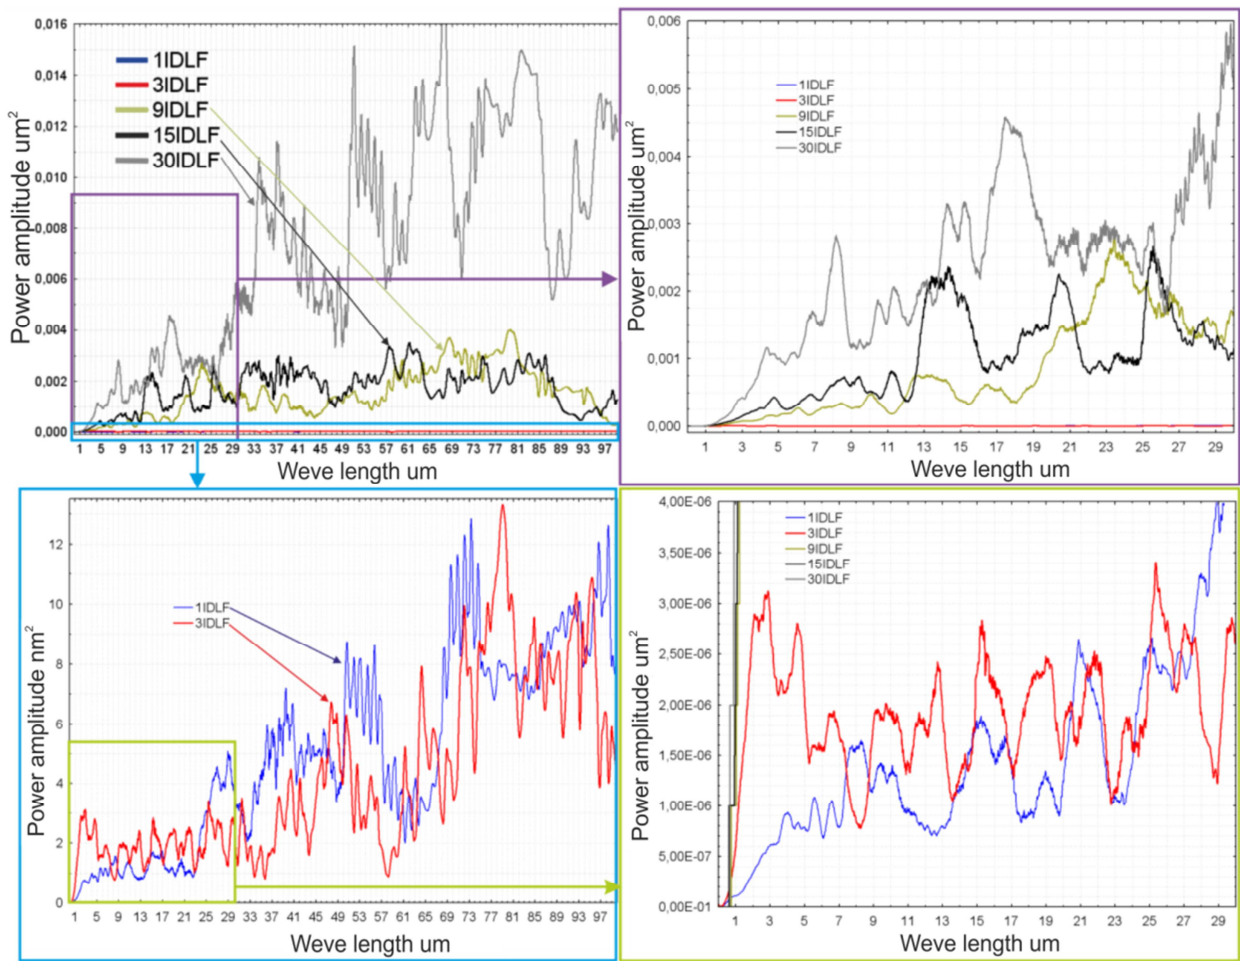 0,016
0,014
0,012
0,010
0,008
0,006
0,004
0,002
0,000
Power amplitude um²
1IDLF
3IDLF
9IDLF
15IDLF
30IDLF
1 5 9 13 17 21 25 29 33 37 41 45 49 53 57 61 65 69 73 77 81 85 89 93 97
Weve length um
0,006
0,005
0,004
0,003
0,002
0,001
0,000
Power amplitude um²
1IDLF
3IDLF
9IDLF
15IDLF
30IDLF
1 3 5 7 9 11 13 15 17 19 21 23 25 27 29
Weve length um
12
10
8
6
4
2
0
Power amplitude nm²
1IDLF
3IDLF
1 5 9 13 17 21 25 29 33 37 41 45 49 53 57 61 65 69 73 77 81 85 89 93 97
Weve length um
4,00E-06
3,50E-06
3,00E-06
2,50E-06
2,00E-06
1,50E-06
1,00E-06
5,00E-07
0,00E-01
Power amplitude um²
1IDLF
3IDLF
9IDLF
15IDLF
30IDLF
1 3 5 7 9 11 13 15 17 19 21 23 25 27 29
Weve length um